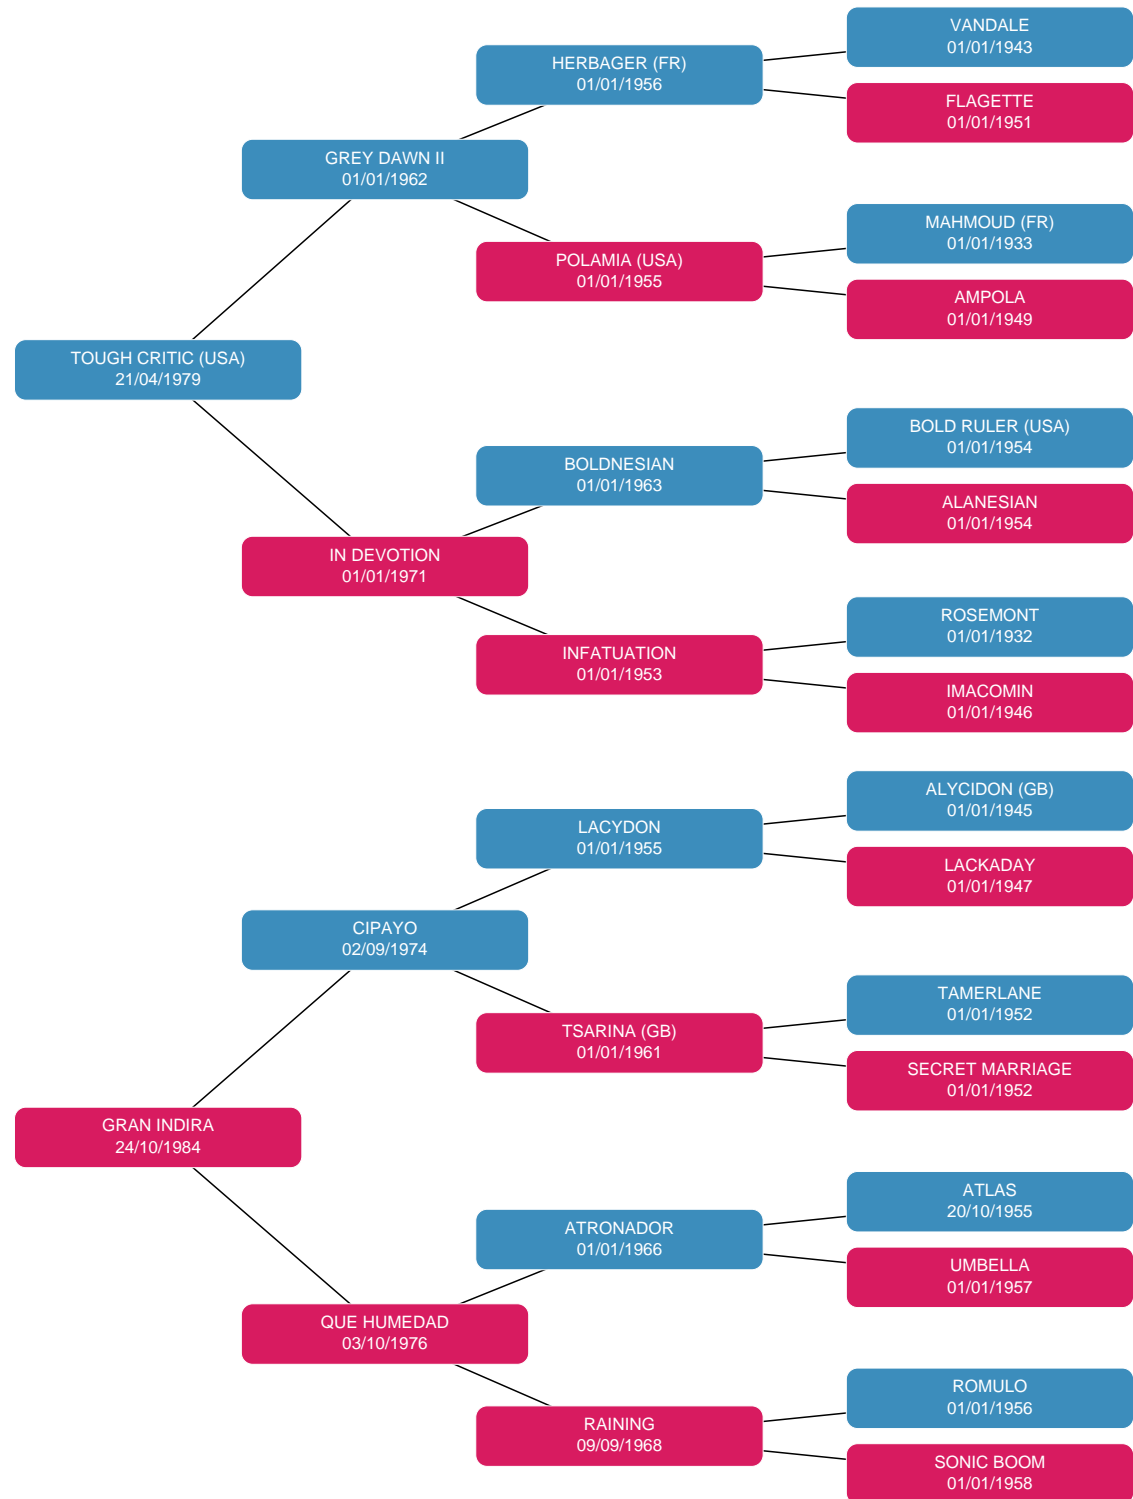 VANDALE
01/01/1943
HERBAGER (FR)
01/01/1956
FLAGETTE
01/01/1951
GREY DAWN II
01/01/1962
MAHMOUD (FR)
01/01/1933
POLAMIA (USA)
01/01/1955
AMPOLA
01/01/1949
TOUGH CRITIC (USA)
21/04/1979
BOLD RULER (USA)
01/01/1954
BOLDNESIAN
01/01/1963
ALANESIAN
01/01/1954
IN DEVOTION
01/01/1971
ROSEMONT
01/01/1932
INFATUATION
01/01/1953
IMACOMIN
01/01/1946
ALYCIDON (GB)
01/01/1945
LACYDON
01/01/1955
LACKADAY
01/01/1947
CIPAYO
02/09/1974
TAMERLANE
01/01/1952
TSARINA (GB)
01/01/1961
SECRET MARRIAGE
01/01/1952
GRAN INDIRA
24/10/1984
ATLAS
20/10/1955
ATRONADOR
01/01/1966
UMBELLA
01/01/1957
QUE HUMEDAD
03/10/1976
ROMULO
01/01/1956
RAINING
09/09/1968
SONIC BOOM
01/01/1958